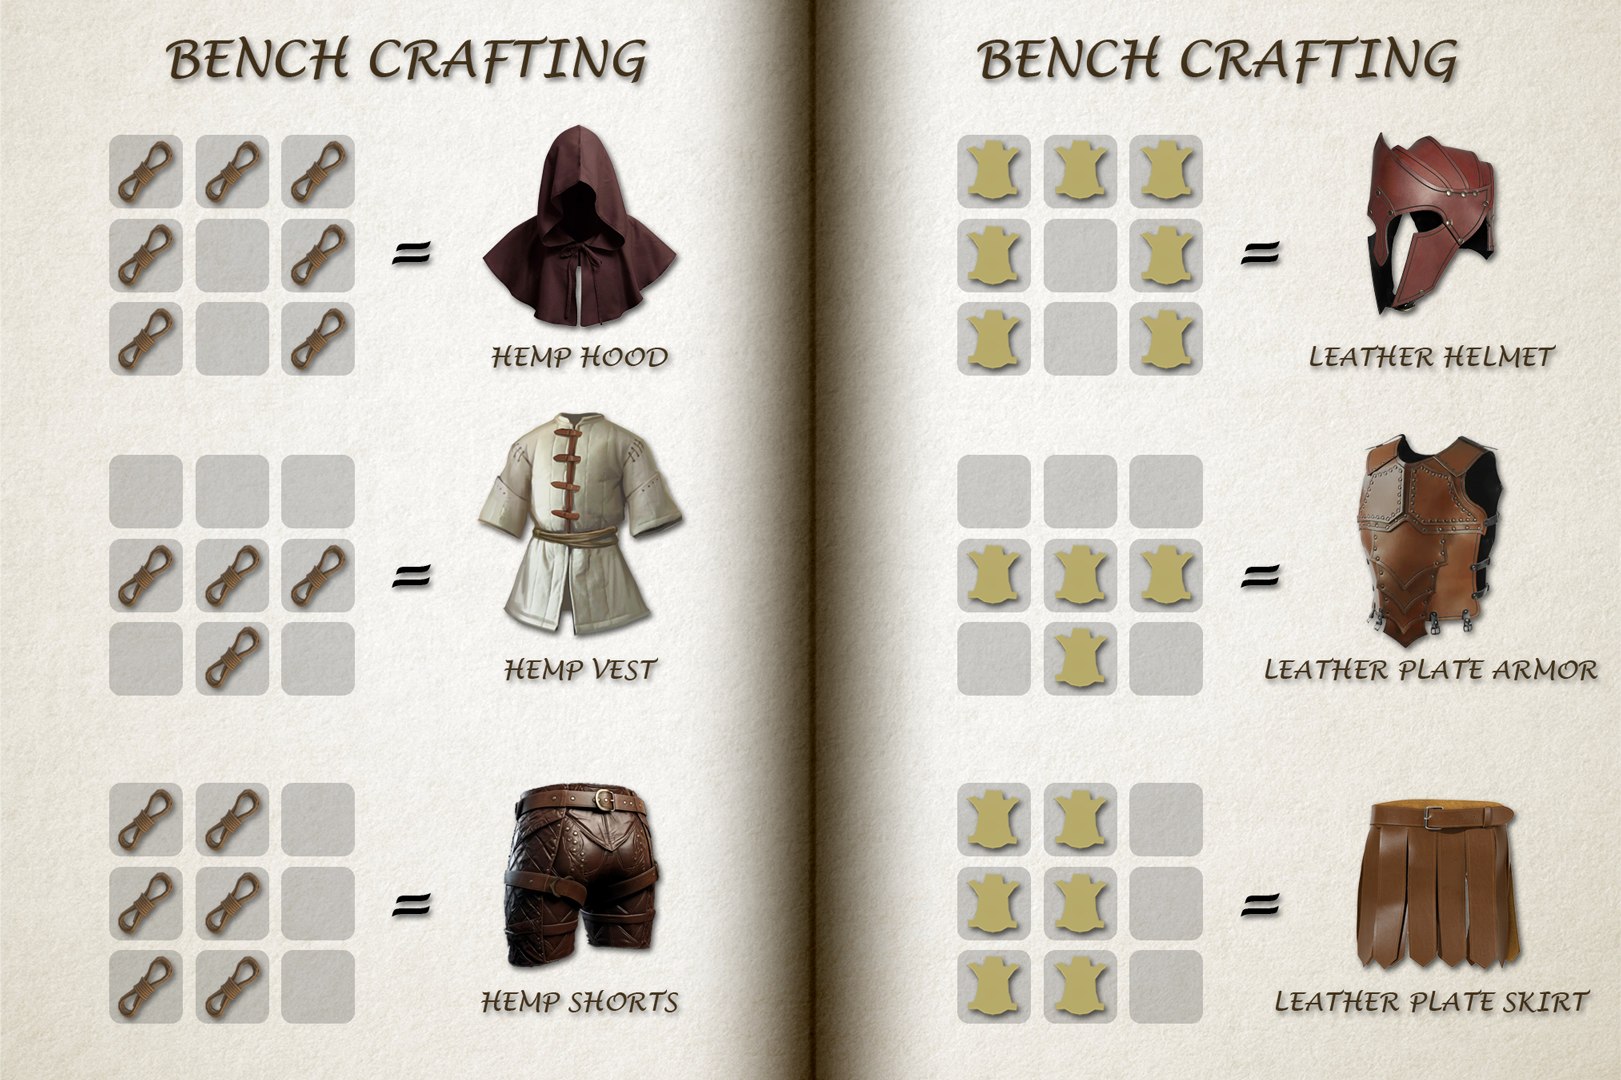 BENCH CRAFTING
=
HEMP HOOD
=
HEMP VEST
=
HEMP SHORTS
BENCH CRAFTING
=
LEATHER HELMET
=
LEATHER PLATE ARMOR
=
LEATHER PLATE SKIRT